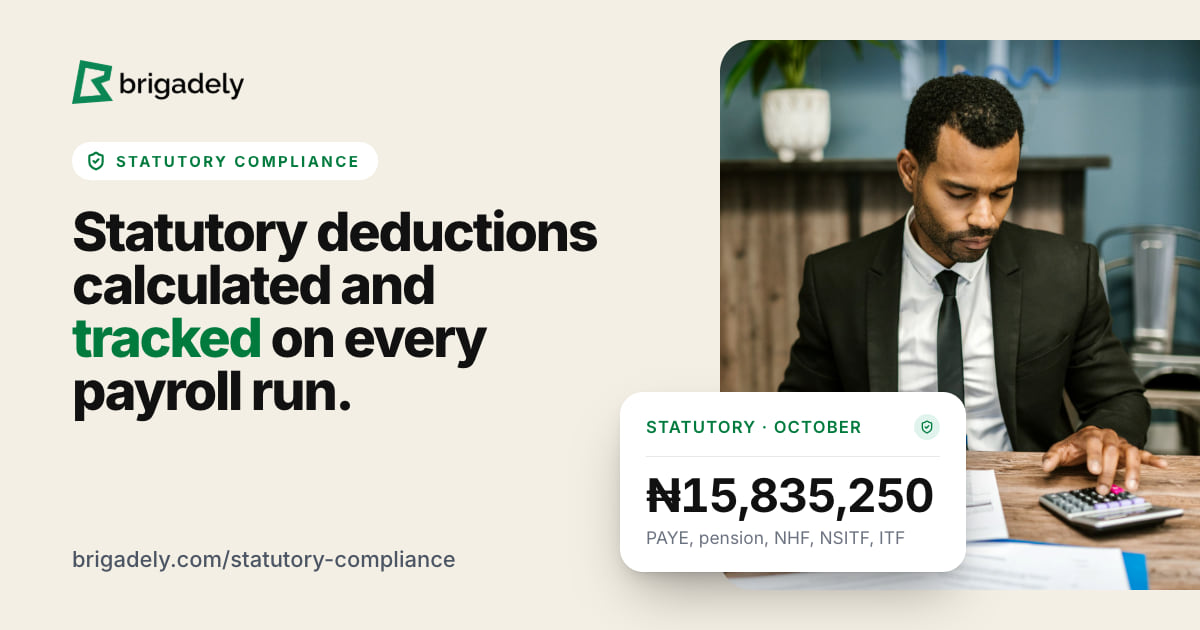 brigadely
STATUTORY COMPLIANCE
Statutory deductions
calculated and
tracked on every
payroll run.
STATUTORY · OCTOBER
₦15,835,250
PAYE, pension, NHF, NSITF, ITF
brigadely.com/statutory-compliance